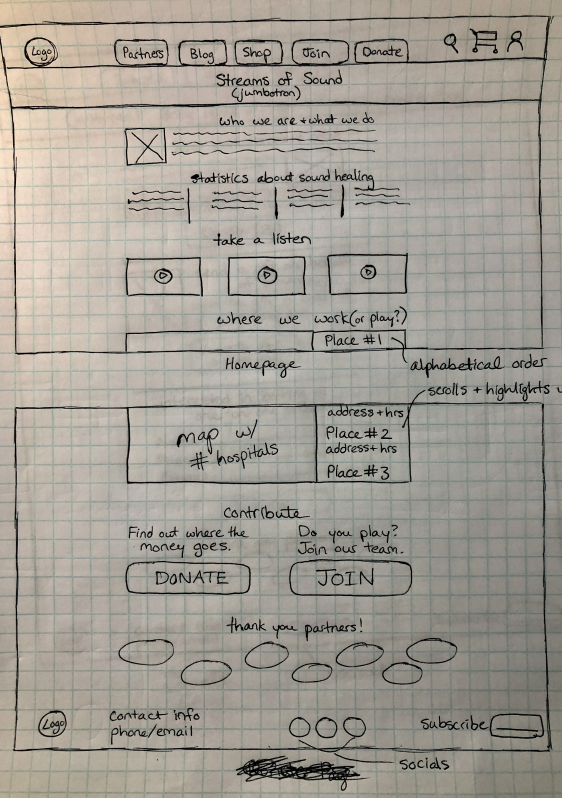 Logo
Partners
Blog
Shop
Join
Donate
Streams of Sound
(jumbotron)
who we are + what we do
statistics about sound healing
take a listen
where we work (or play?)
Place #1
Homepage
alphabetical order
scrolls + highlights
address + hrs
map w/
# hospitals
Place #2
address + hrs
Place #3
Contribute
Find out where the
money goes.
Do you play?
Join our team.
DONATE
JOIN
thank you partners!
Logo
Contact info
phone/email
Subscribe
socials